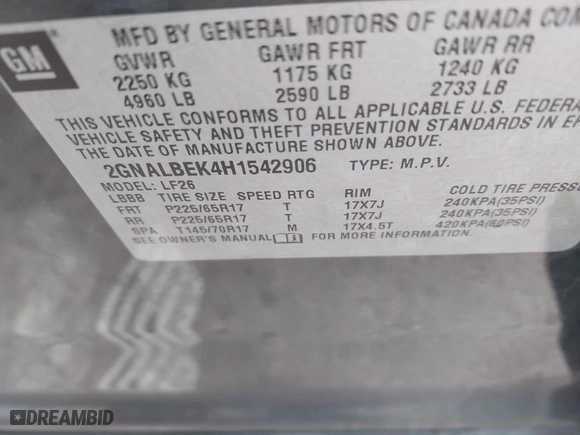 GM
MFD BY GENERAL MOTORS OF CANADA COM
GVWR GAWR FRT GAWR RR
2250 KG 1175 KG 1240 KG
4960 LB 2590 LB 2733 LB
THIS VEHICLE CONFORMS TO ALL APPLICABLE U.S. FEDERA
VEHICLE SAFETY AND THEFT PREVENTION STANDARDS IN EF
THE DATE OF MANUFACTURE SHOWN ABOVE.
2GNALBEK4H1542906 TYPE: M.P.V.
MODEL: LF26
LBBB TIRE SIZE SPEED RTG RIM COLD TIRE PRESS
FRT P225/65R17 T 17X7J 240KPA(35PSI)
RR P225/65R17 T 17X7J 240KPA(35PSI)
SPA T145/70R17 M 17X4.5T 420KPA(60PSI)
SEE OWNER'S MANUAL FOR MORE INFORMATION.
DREAMBID